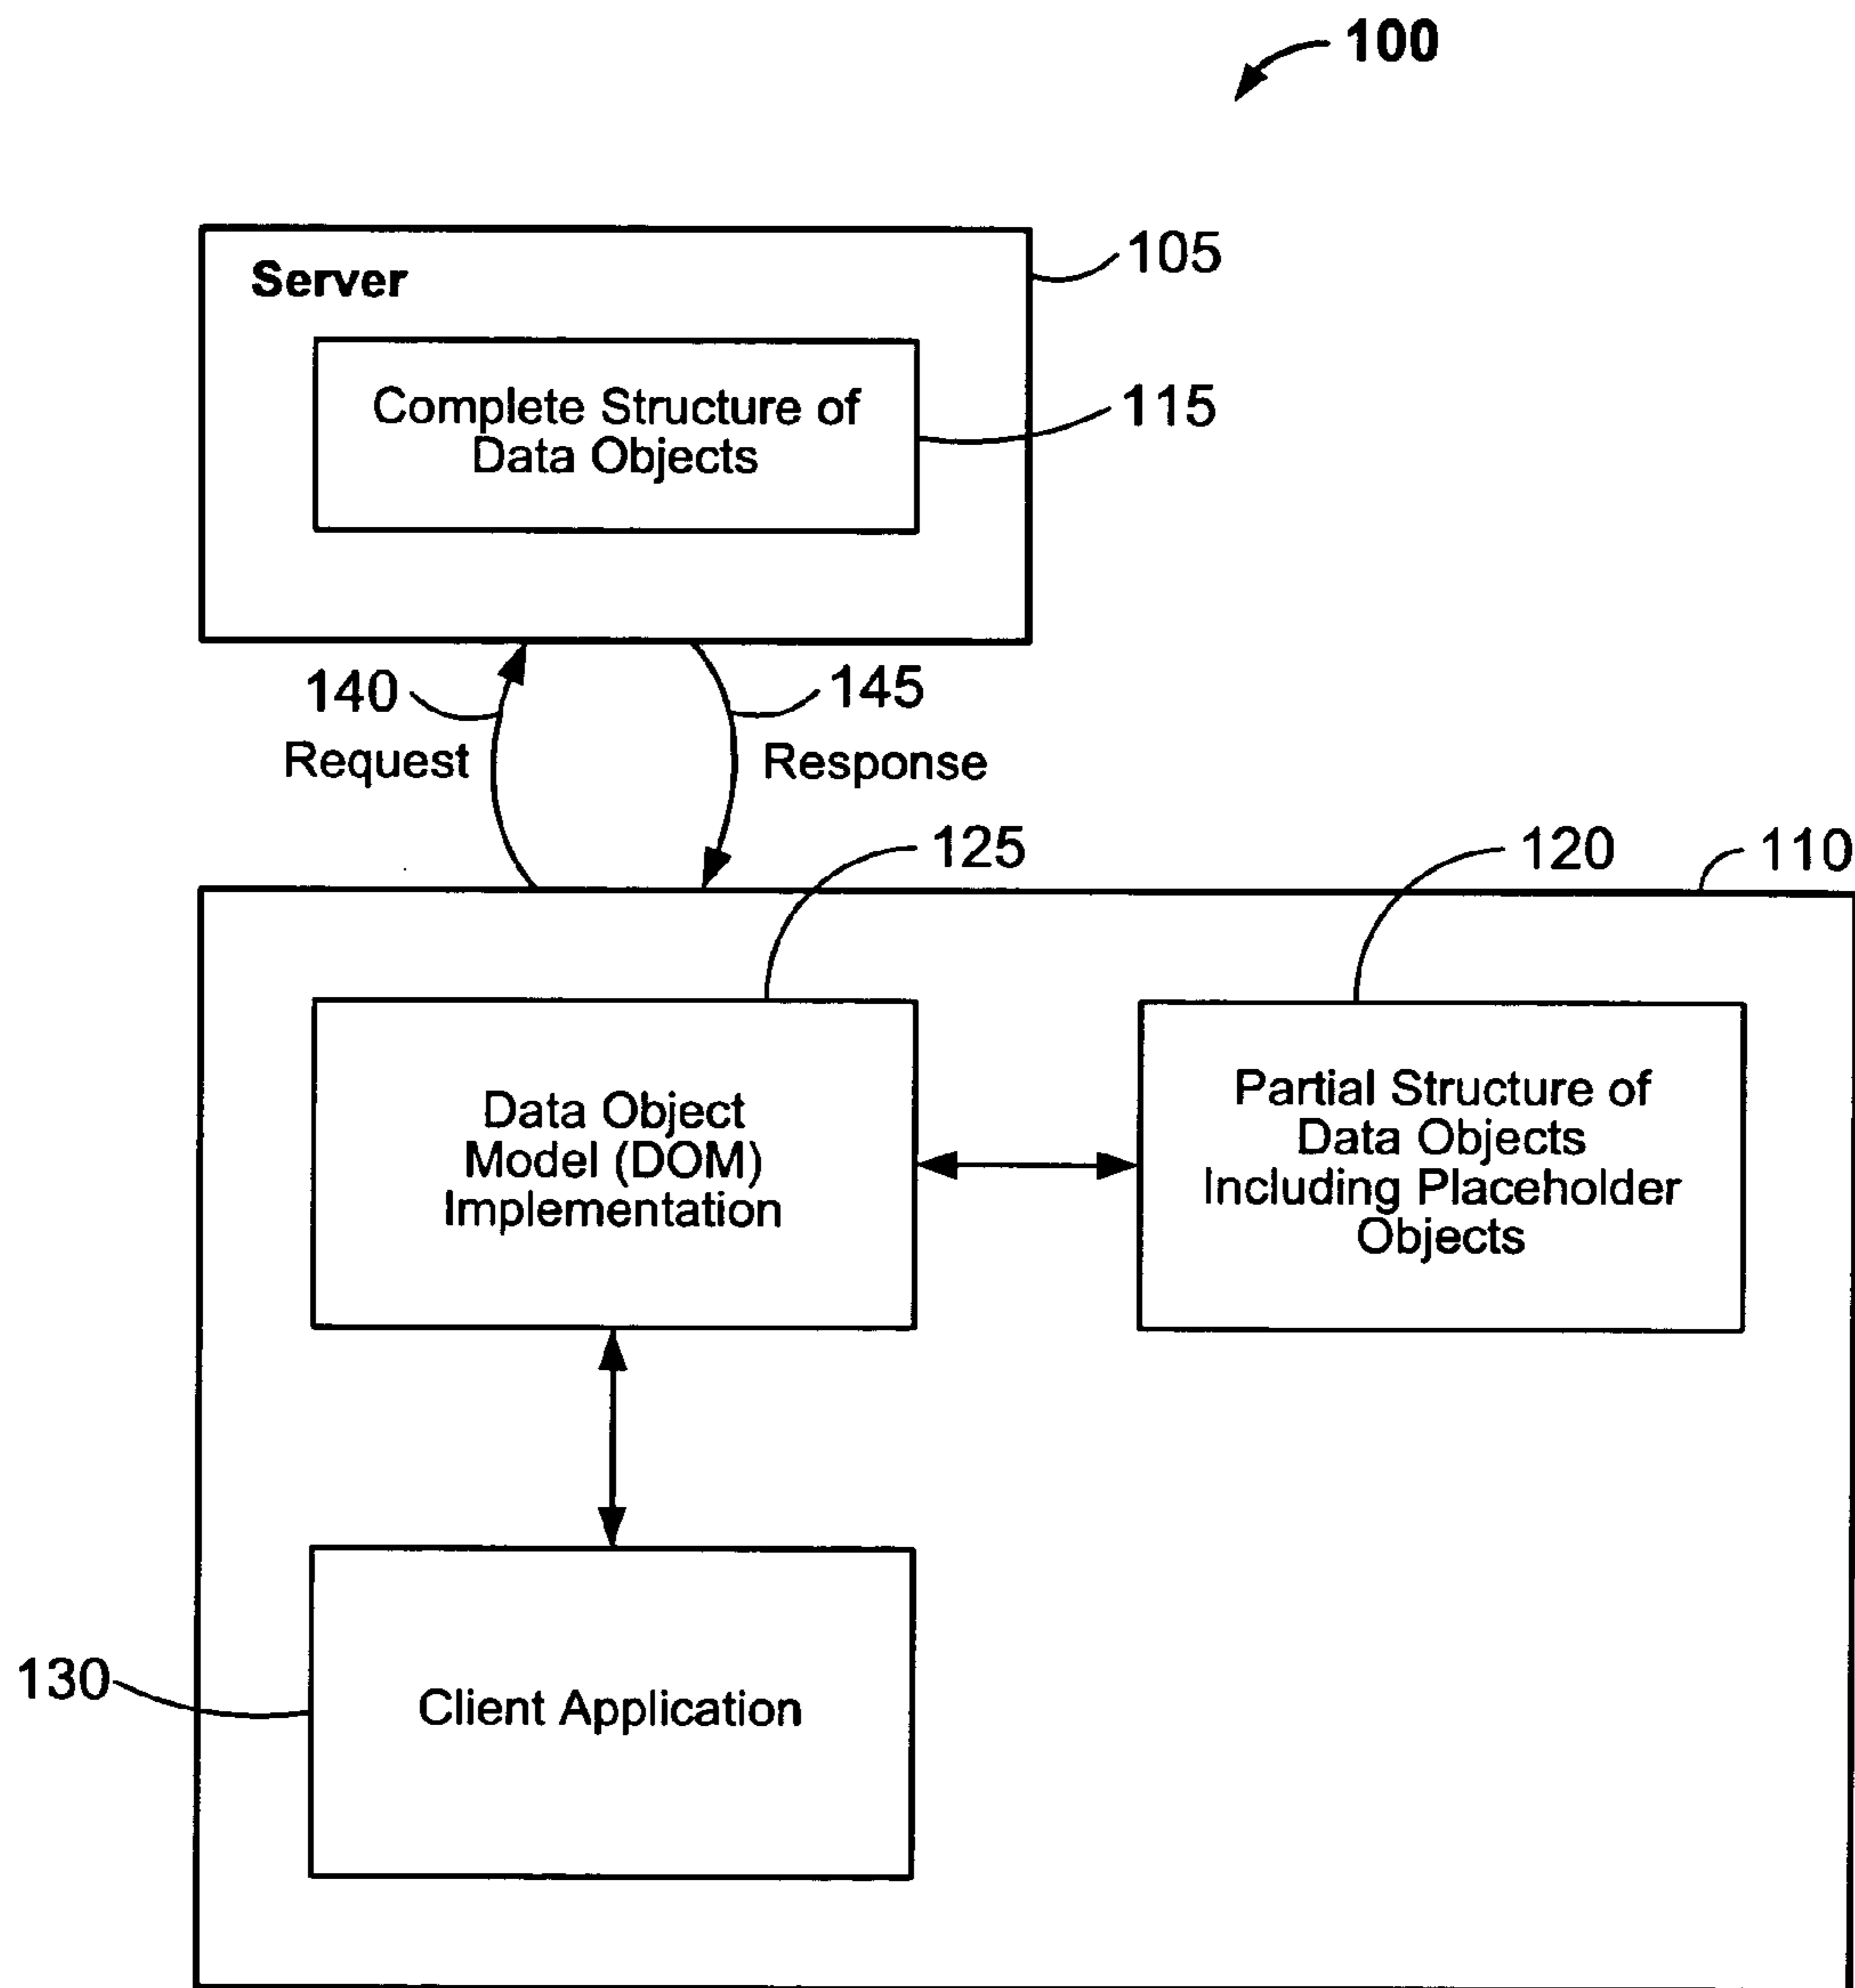 100
Server
105
Complete Structure of
Data Objects
115
140
Request
145
Response
125
120
110
Data Object
Model (DOM)
Implementation
Partial Structure of
Data Objects
Including Placeholder
Objects
130
Client Application